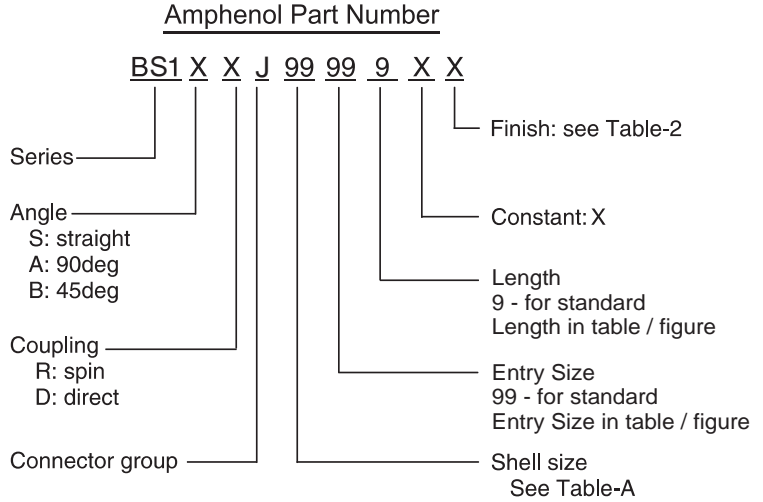 Amphenol Part Number
BS1 X X J 99 99 9 X X
Finish: see Table-2
Series
Angle
S: straight
A: 90deg
B: 45deg
Constant: X
Length
9 - for standard
Length in table / figure
Coupling
R: spin
D: direct
Entry Size
99 - for standard
Entry Size in table / figure
Connector group
Shell size
See Table-A